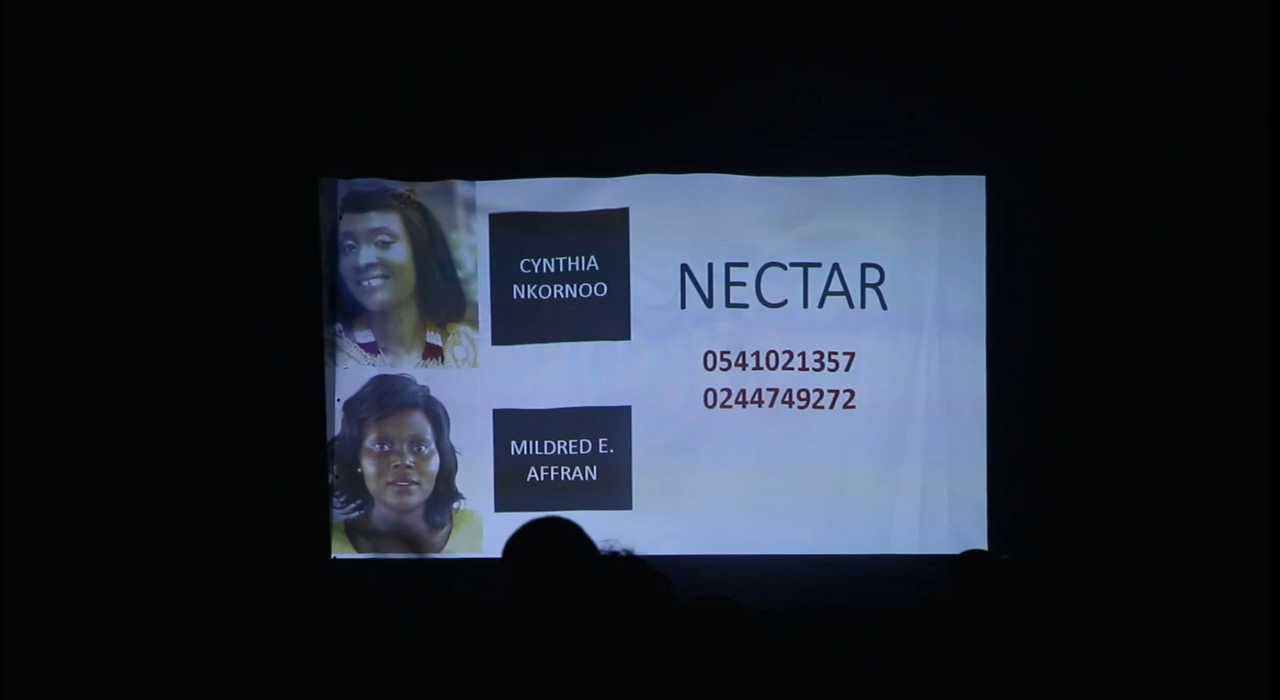 CYNTHIA
NKORNOO
NECTAR
0541021357
0244749272
MILDRED E.
AFFRAN